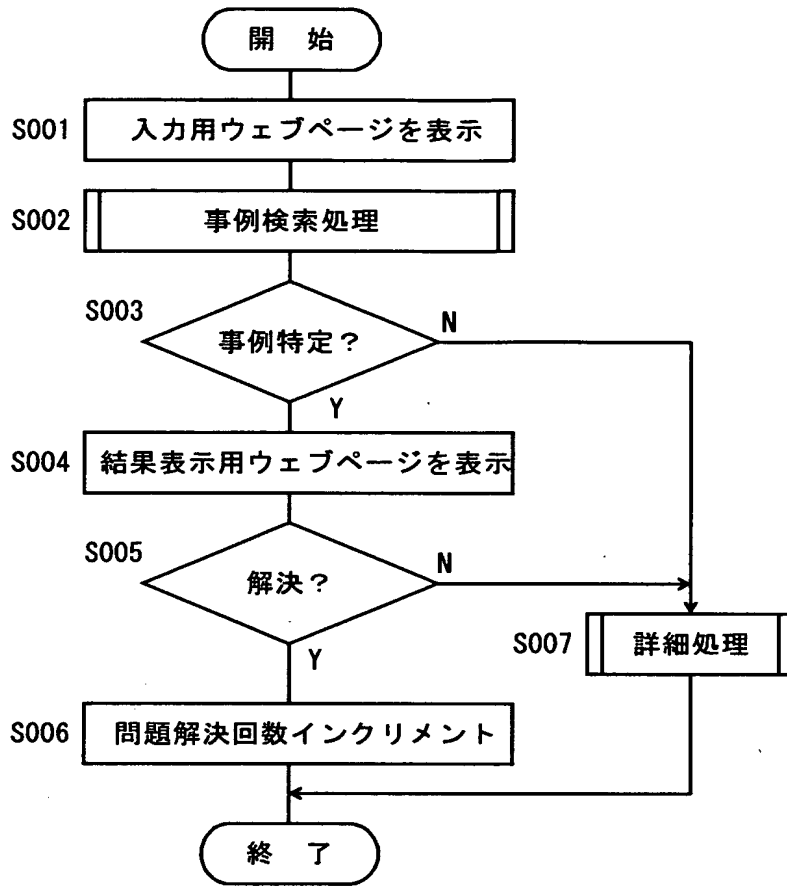 開 始
S001 入力用ウェブページを表示
S002 事例検索処理
S003
事例特定？
N
Y
S004 結果表示用ウェブページを表示
S005
解決？
N
Y
S007 詳細処理
S006 問題解決回数インクリメント
終 了